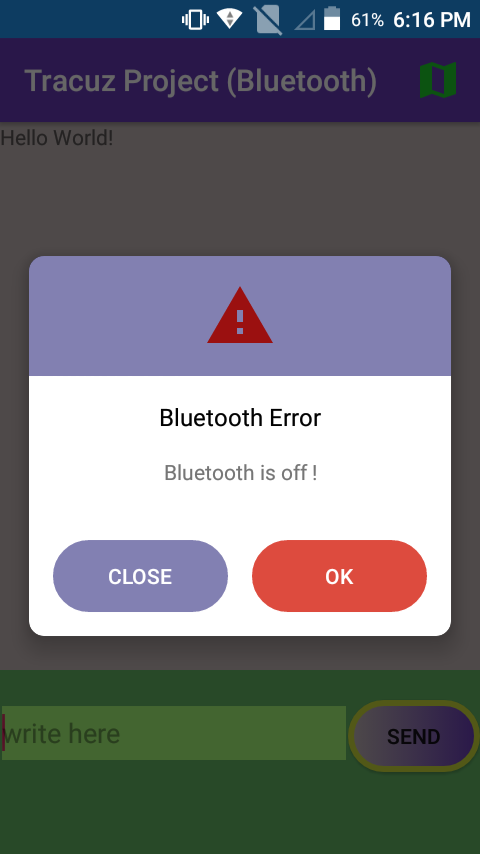 61% 6:16 PM
Tracuz Project (Bluetooth)
Hello World!
Bluetooth Error
Bluetooth is off !
CLOSE OK
write here SEND